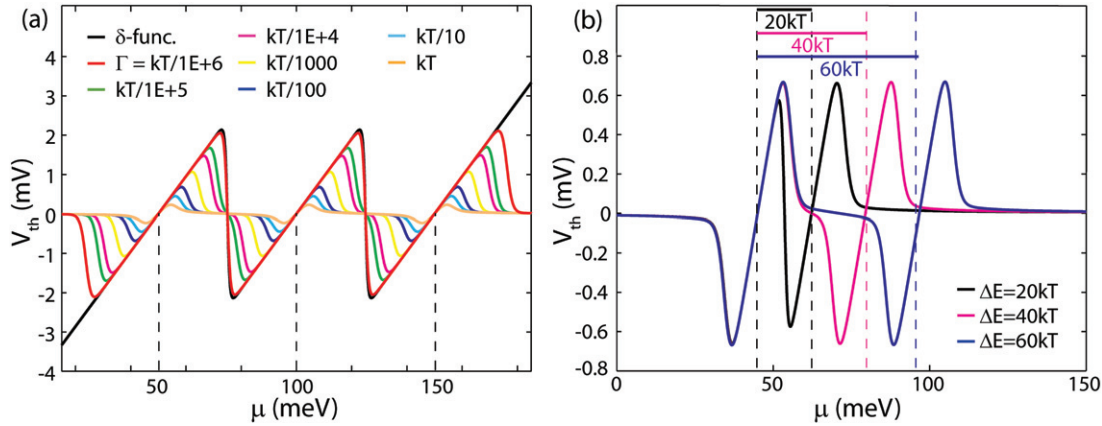 (a)
δ-func.
Γ = kT/1E+6
kT/1E+5
kT/1E+4
kT/1000
kT/100
kT/10
kT
V_th (mV)
4
3
2
1
0
-1
-2
-3
-4
50
100
150
μ (meV)
(b)
20kT
40kT
60kT
V_th (mV)
0.8
0.6
0.4
0.2
0
-0.2
-0.4
-0.6
-0.8
ΔE=20kT
ΔE=40kT
ΔE=60kT
0
50
100
150
μ (meV)